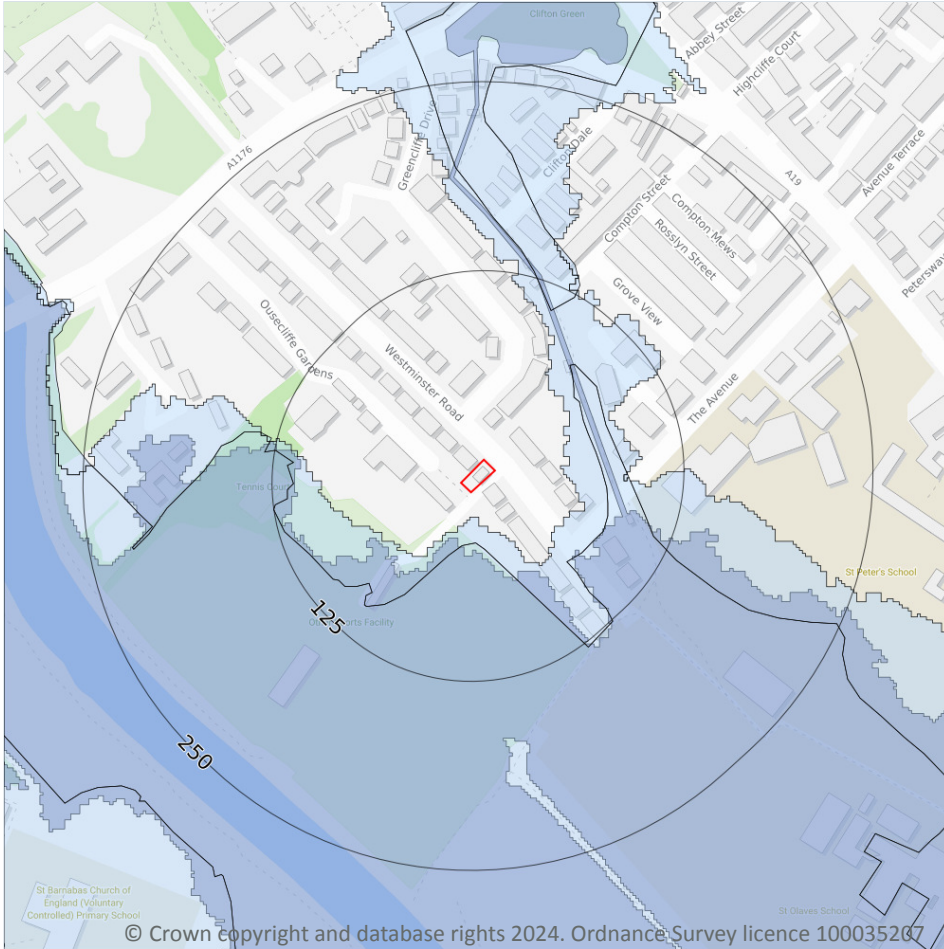 Clifton Green
Abbey Street
Highcliffe Court
A1176
Greencliffe Drive
Clifton Dale
A19
Avenue Terrace
Compton Street
Compton Mews
Rosslyn Street
Petersway
Grove View
Ousecliffe Gardens
Westminster Road
The Avenue
Tennis Court
St Peter's School
125
Sports Facility
250
St Barnabas Church of
England (Voluntary
Controlled) Primary School
St Olaves School
© Crown copyright and database rights 2024. Ordnance Survey licence 100035207